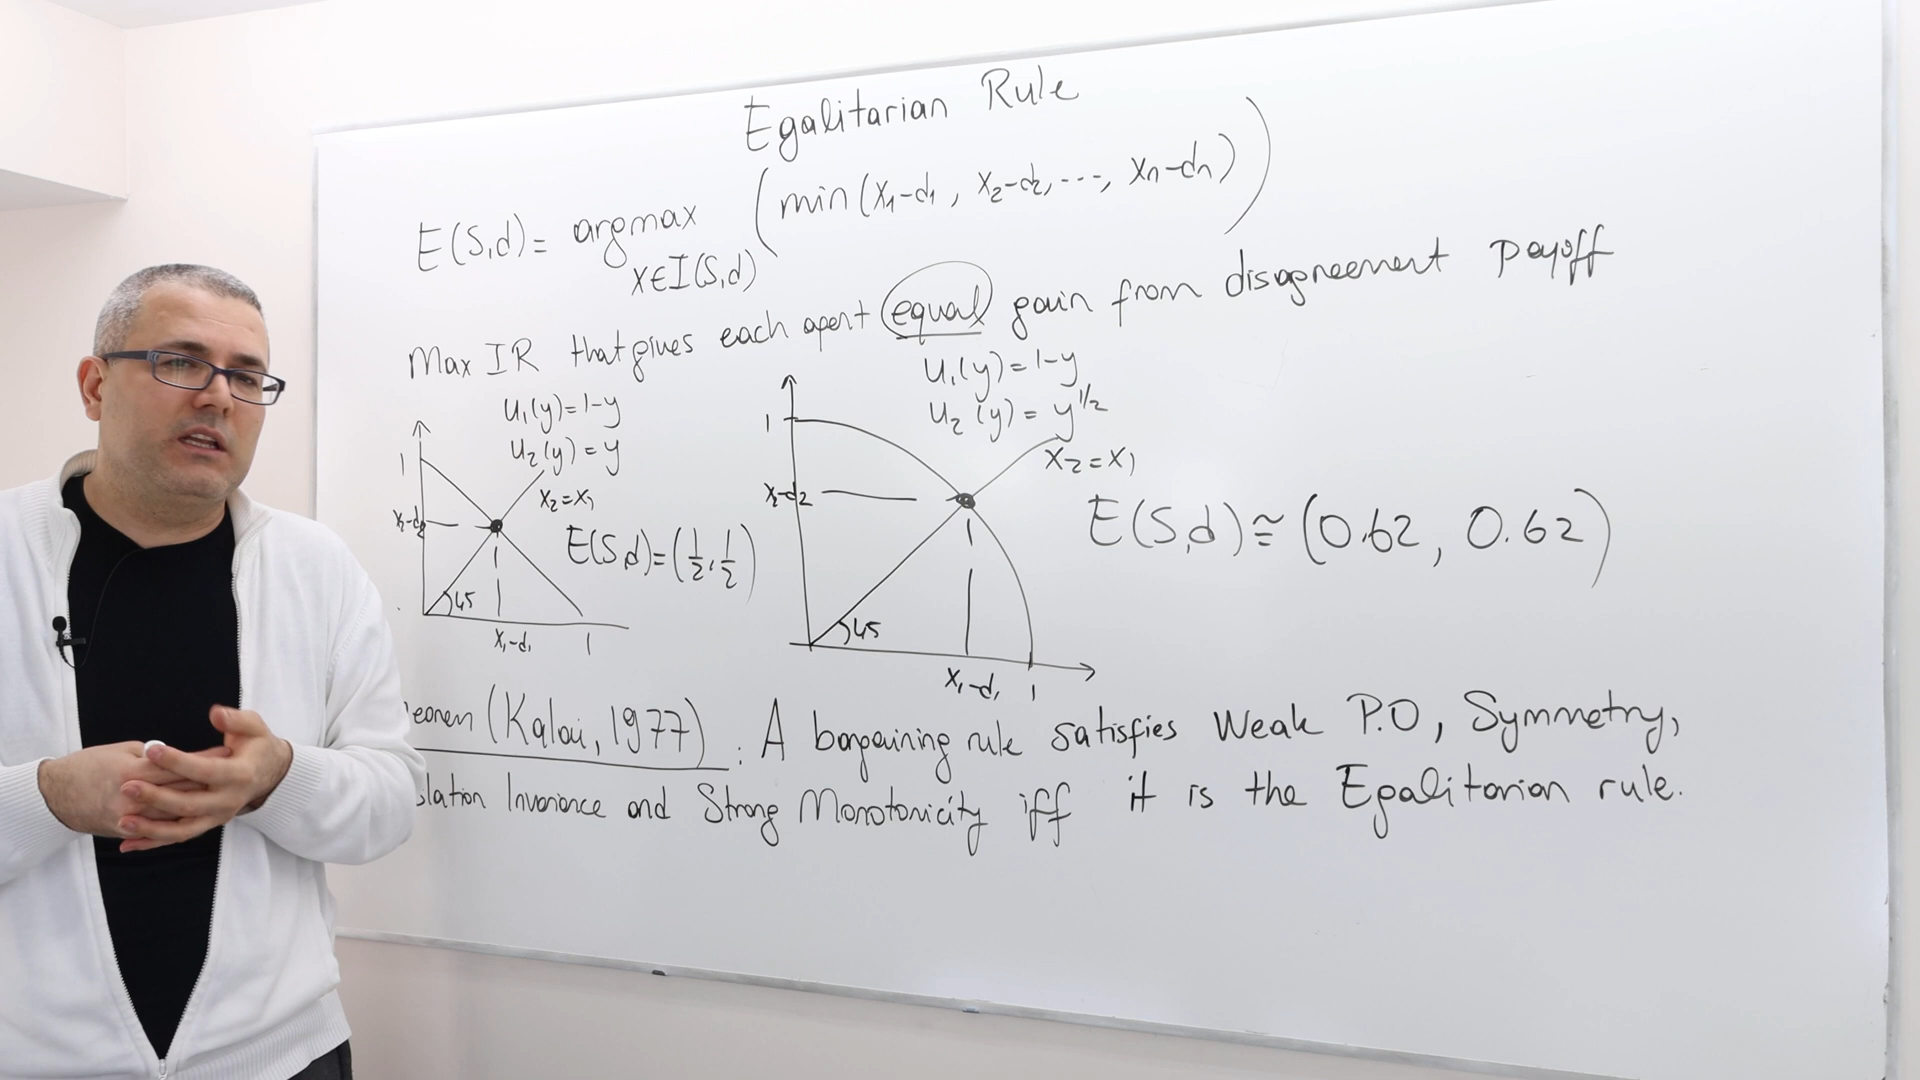 Egalitarian Rule
E(S,d)= argmax (min(x₁-d₁, x₂-d₂, ..., xn-dn))
x∈I(S,d)
Max IR that gives each agent equal gain from disagreement payoff
u₁(y)=1-y
u₂(y)=y
1
x₂=x₁
x₂-d₂
E(S,d)=(1/2, 1/2)
45
x₁-d₁
1
u₁(y)=1-y
u₂(y)=y^1/2
1
x₂=x₁
x₂-d₂
E(S,d)≅(0.62, 0.62)
45
x₁-d₁
1
eorem (Kalai, 1977): A bargaining rule satisfies Weak P.O, Symmetry,
slation Invariance and Strong Monotonicity iff it is the Egalitarian rule.